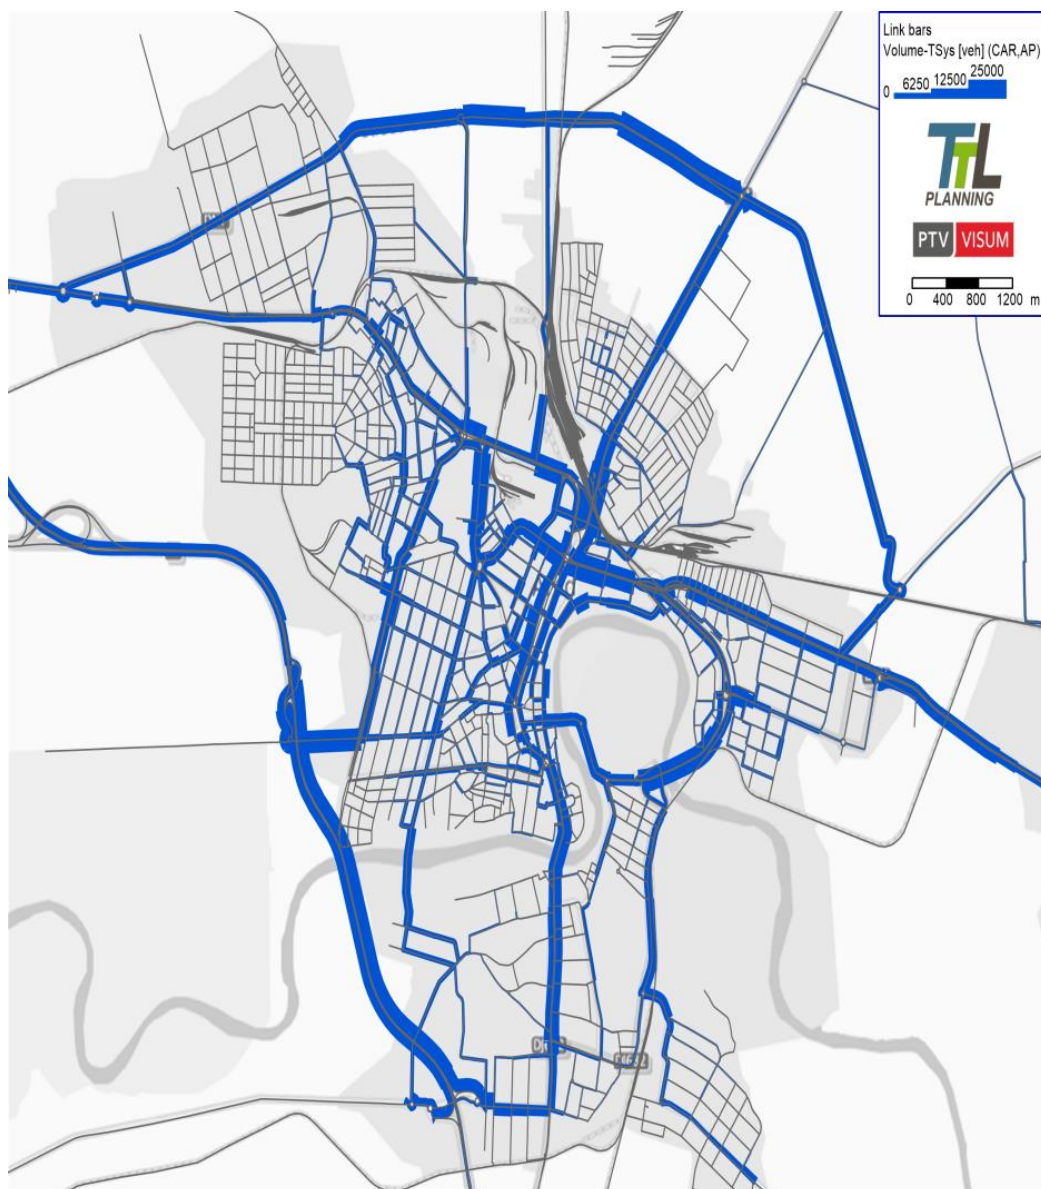 Link bars
Volume-TSys [veh] (CAR,AP)
0 6250 12500 25000
TTL
PLANNING
PTV VISUM
0 400 800 1200 m